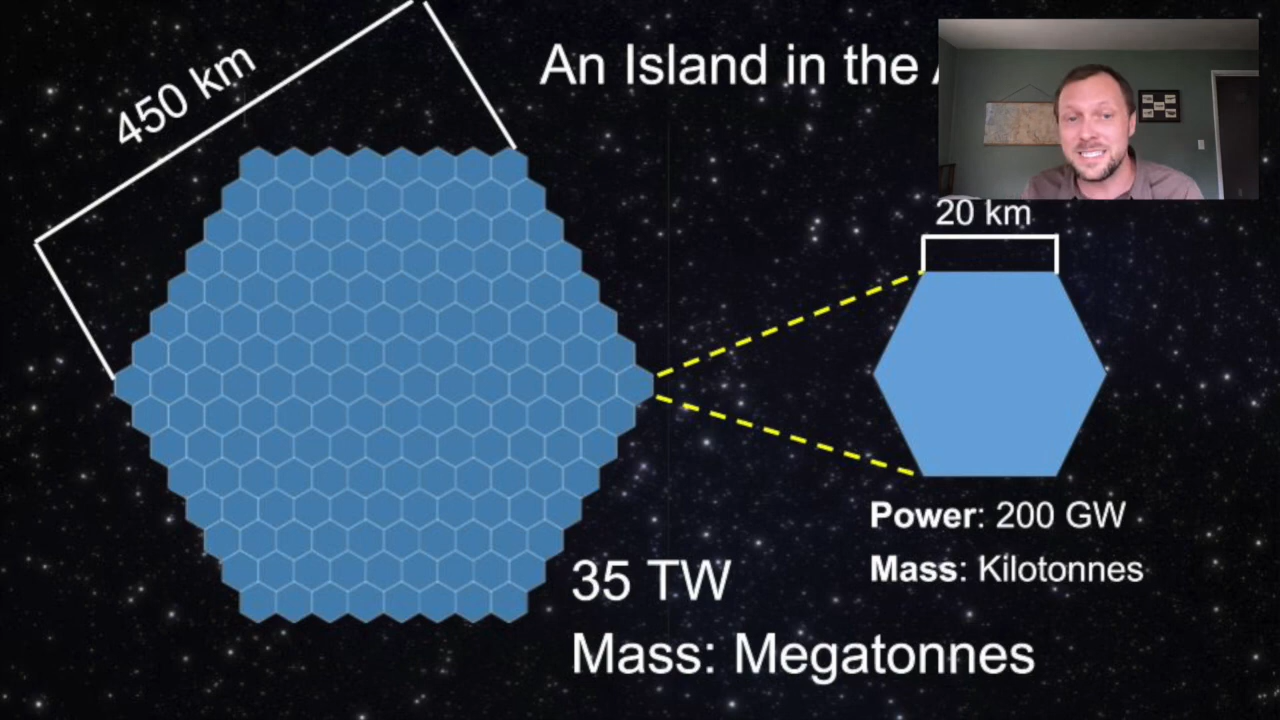 An Island in the
450 km
20 km
Power: 200 GW
Mass: Kilotonnes
35 TW
Mass: Megatonnes